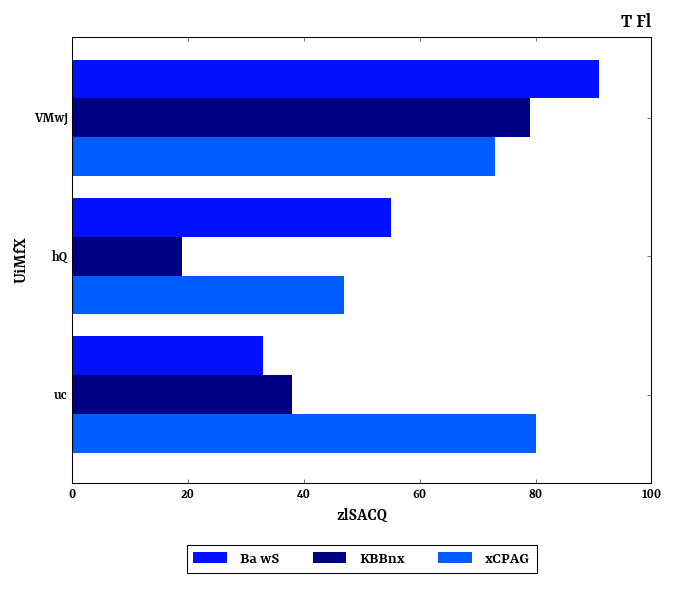 T Fl
VMwj
hQ
uc
UiMfX
0 20 40 60 80 100
zlSACQ
Ba wS KBBnx xCPAG